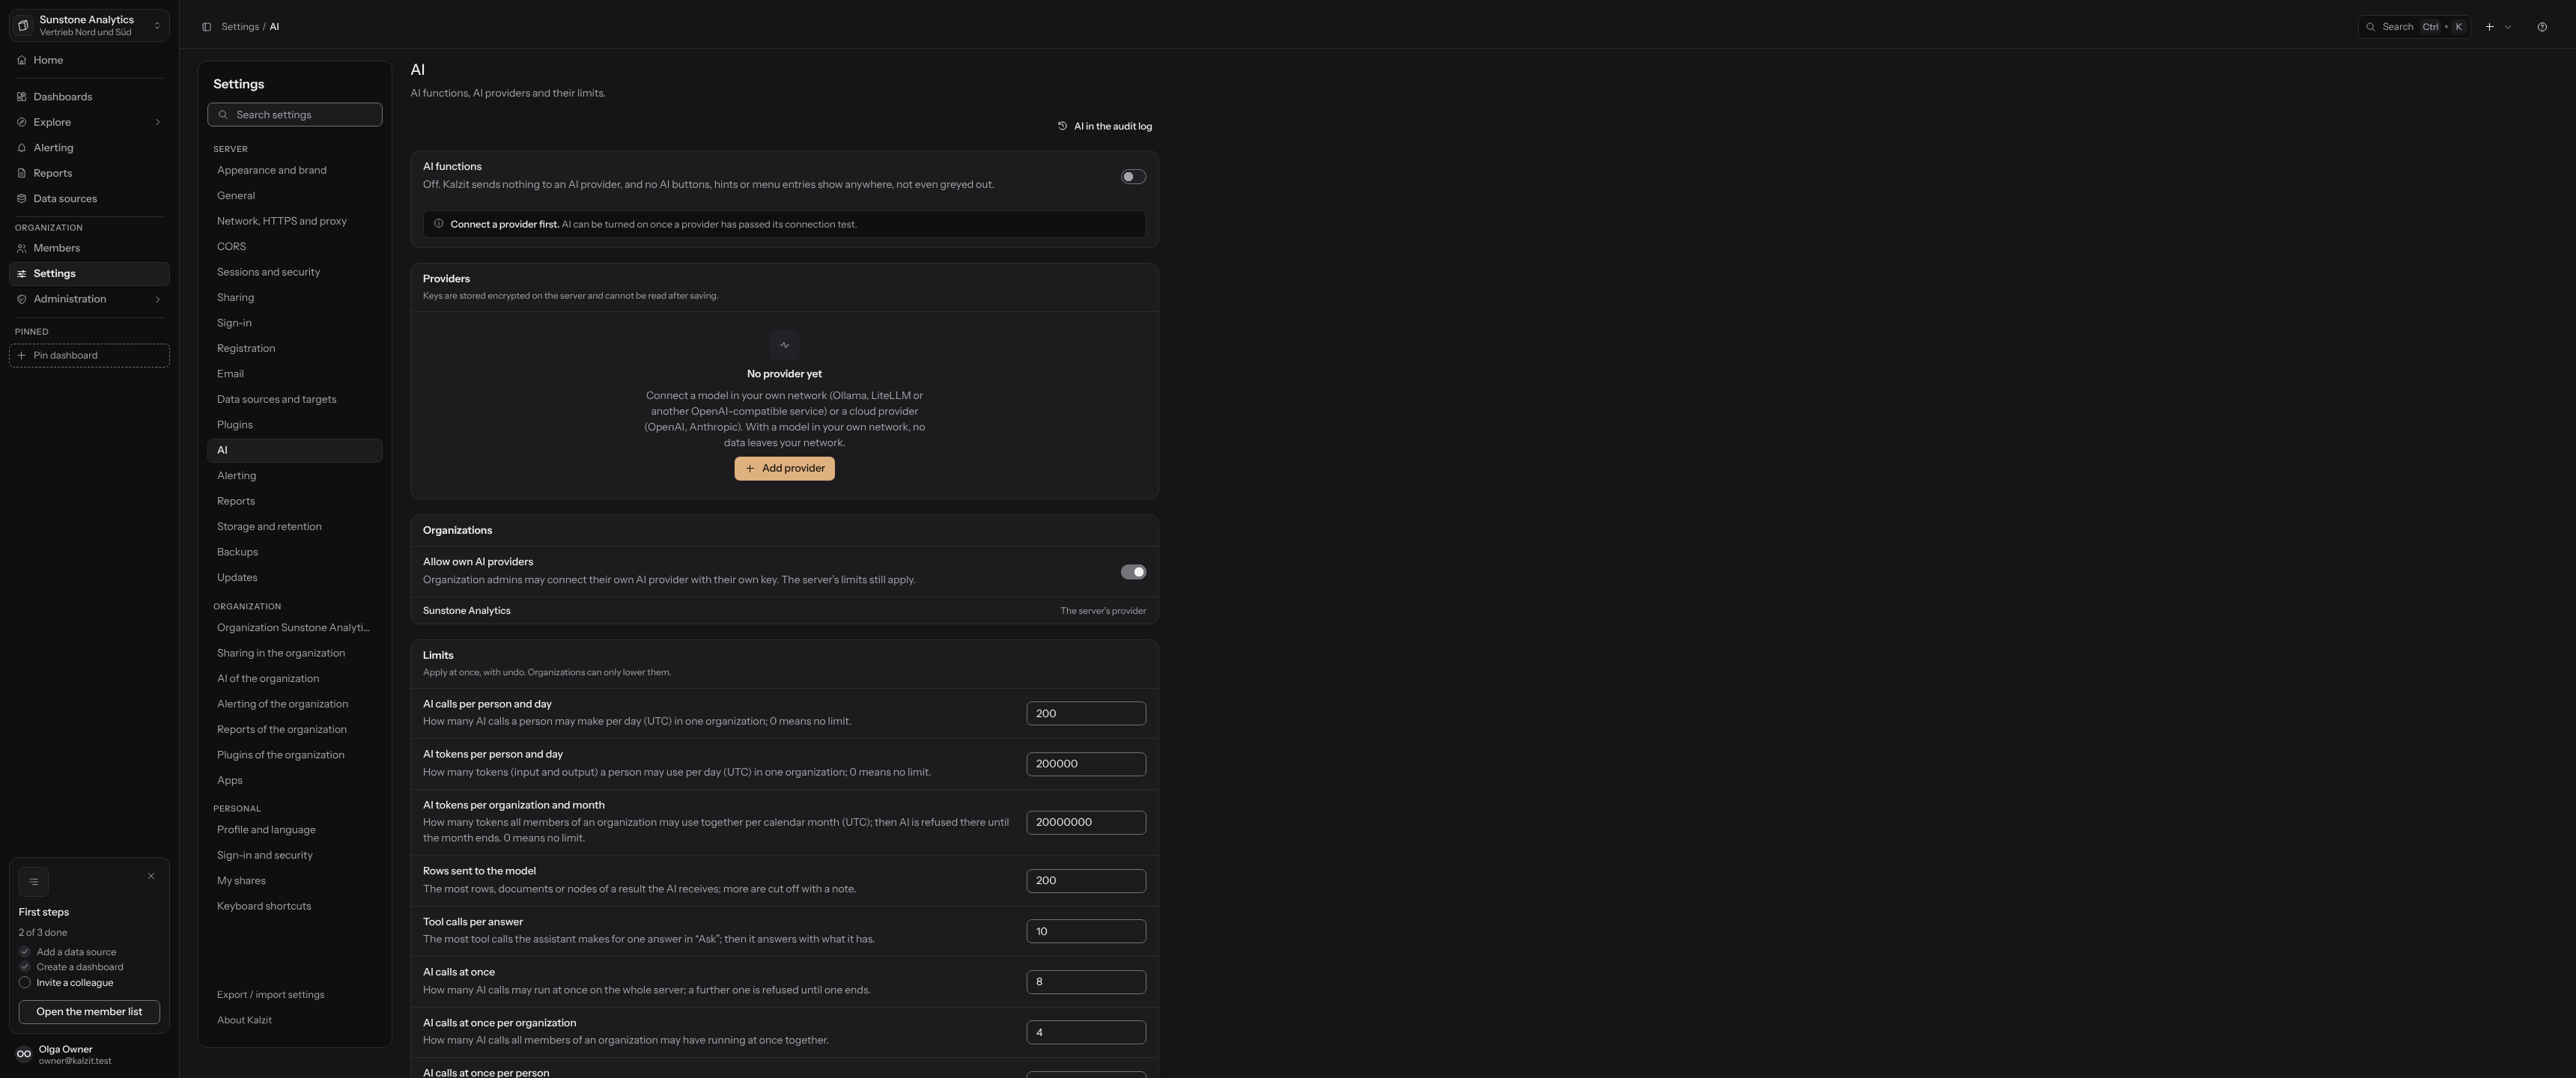 Sunstone Analytics
Vertrieb Nord und Süd
Home
Dashboards
Explore
Alerting
Reports
Data sources
ORGANIZATION
Members
Settings
Administration
PINNED
Pin dashboard
First steps
2 of 3 done
Add a data source
Create a dashboard
Invite a colleague
Open the member list
OO
Olga Owner
owner@kalzit.test
Settings / AI
Search Ctrl + K
Settings
Search settings
SERVER
Appearance and brand
General
Network, HTTPS and proxy
CORS
Sessions and security
Sharing
Sign-in
Registration
Email
Data sources and targets
Plugins
AI
Alerting
Reports
Storage and retention
Backups
Updates
ORGANIZATION
Organization Sunstone Analyti...
Sharing in the organization
AI of the organization
Alerting of the organization
Reports of the organization
Plugins of the organization
Apps
PERSONAL
Profile and language
Sign-in and security
My shares
Keyboard shortcuts
Export / import settings
About Kalzit
AI
AI functions, AI providers and their limits.
AI in the audit log
AI functions
Off. Kalzit sends nothing to an AI provider, and no AI buttons, hints or menu entries show anywhere, not even greyed out.
Connect a provider first. AI can be turned on once a provider has passed its connection test.
Providers
Keys are stored encrypted on the server and cannot be read after saving.
No provider yet
Connect a model in your own network (Ollama, LiteLLM or
another OpenAI-compatible service) or a cloud provider
(OpenAI, Anthropic). With a model in your own network, no
data leaves your network.
Add provider
Organizations
Allow own AI providers
Organization admins may connect their own AI provider with their own key. The server's limits still apply.
Sunstone Analytics
The server's provider
Limits
Apply at once, with undo. Organizations can only lower them.
AI calls per person and day
How many AI calls a person may make per day (UTC) in one organization; 0 means no limit.
200
AI tokens per person and day
How many tokens (input and output) a person may use per day (UTC) in one organization; 0 means no limit.
200000
AI tokens per organization and month
How many tokens all members of an organization may use together per calendar month (UTC); then AI is refused there until
the month ends. 0 means no limit.
20000000
Rows sent to the model
The most rows, documents or nodes of a result the AI receives; more are cut off with a note.
200
Tool calls per answer
The most tool calls the assistant makes for one answer in "Ask"; then it answers with what it has.
10
AI calls at once
How many AI calls may run at once on the whole server; a further one is refused until one ends.
8
AI calls at once per organization
How many AI calls all members of an organization may have running at once together.
4
AI calls at once per person